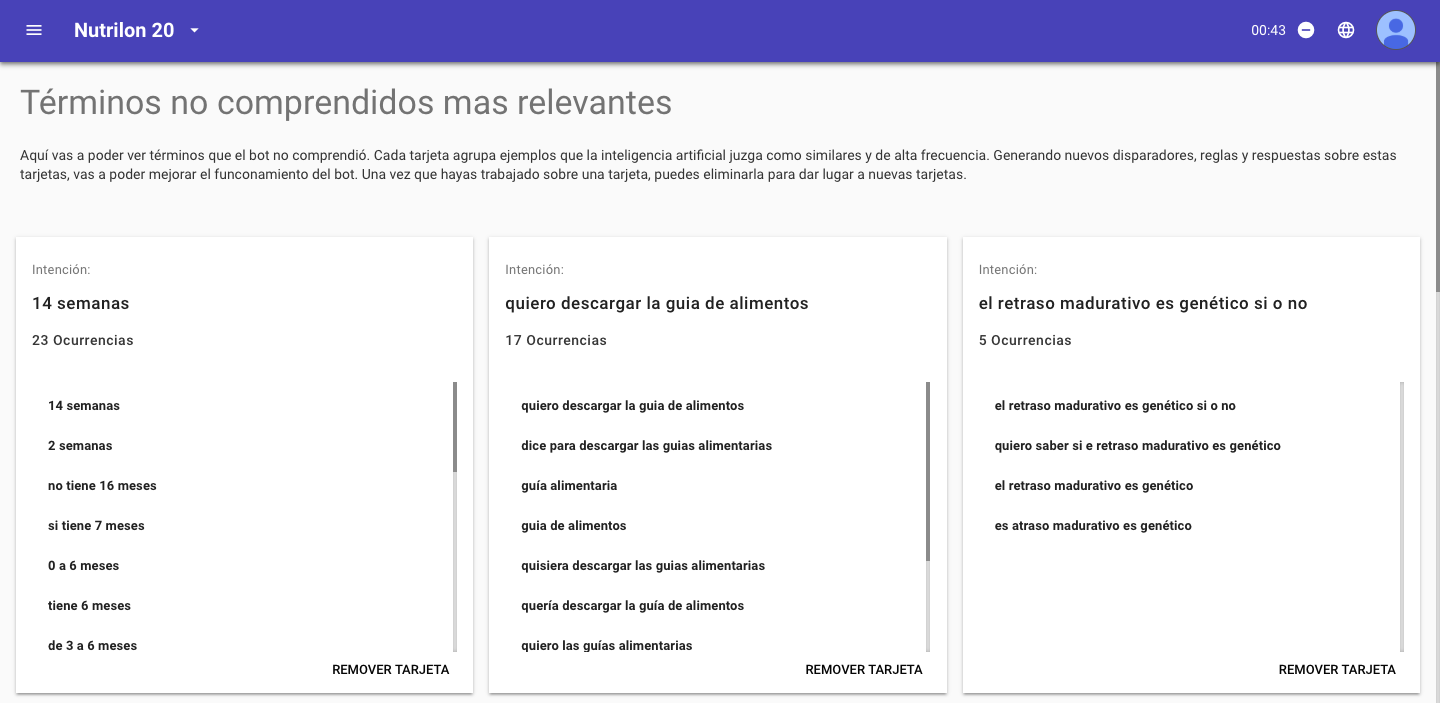 Nutrilon 20
00:43
Términos no comprendidos mas relevantes
Aquí vas a poder ver términos que el bot no comprendió. Cada tarjeta agrupa ejemplos que la inteligencia artificial juzga como similares y de alta frecuencia. Generando nuevos disparadores, reglas y respuestas sobre estas
tarjetas, vas a poder mejorar el funconamiento del bot. Una vez que hayas trabajado sobre una tarjeta, puedes eliminarla para dar lugar a nuevas tarjetas.
Intención:
14 semanas
23 Ocurrencias
14 semanas
2 semanas
no tiene 16 meses
si tiene 7 meses
0 a 6 meses
tiene 6 meses
de 3 a 6 meses
REMOVER TARJETA
Intención:
quiero descargar la guia de alimentos
17 Ocurrencias
quiero descargar la guia de alimentos
dice para descargar las guias alimentarias
guía alimentaria
guia de alimentos
quisiera descargar las guias alimentarias
quería descargar la guía de alimentos
quiero las guías alimentarias
REMOVER TARJETA
Intención:
el retraso madurativo es genético si o no
5 Ocurrencias
el retraso madurativo es genético si o no
quiero saber si e retraso madurativo es genético
el retraso madurativo es genético
es atraso madurativo es genético
REMOVER TARJETA